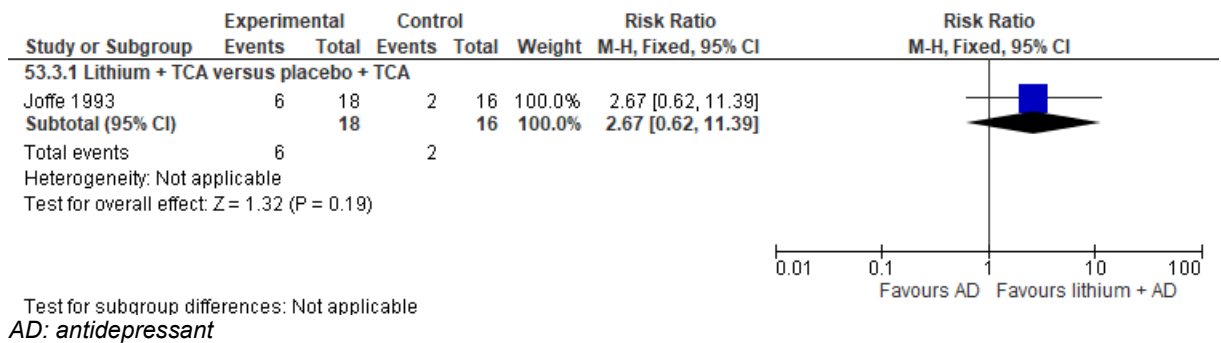 Experimental Control Risk Ratio Risk Ratio
Study or Subgroup Events Total Events Total Weight M-H, Fixed, 95% CI M-H, Fixed, 95% CI
53.3.1 Lithium + TCA versus placebo + TCA
Joffe 1993 6 18 2 16 100.0% 2.67 [0.62, 11.39]
Subtotal (95% CI) 18 16 100.0% 2.67 [0.62, 11.39]
Total events 6 2
Heterogeneity: Not applicable
Test for overall effect: Z = 1.32 (P = 0.19)
0.01 0.1 1 10 100
Favours AD Favours lithium + AD
Test for subgroup differences: Not applicable
AD: antidepressant